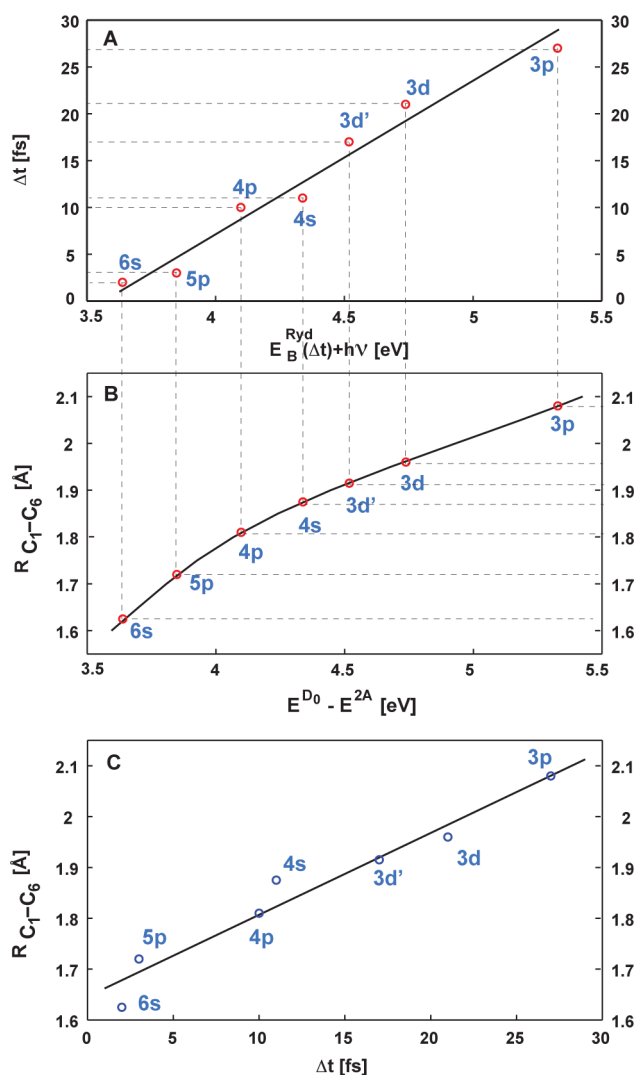 A
30
30
25
25
20
20
15
15
10
10
5
5
0
0
Δt [fs]
3p
3d
3d'
4p
4s
6s
5p
3.5 4 4.5 5 5.5
E_B^Ryd(Δt)+hν [eV]
B
2.1 2.1
2 2
1.9 1.9
1.8 1.8
1.7 1.7
1.6 1.6
R C₁–C₆ [Å]
3p
3d
3d'
4s
4p
5p
6s
3.5 4 4.5 5 5.5
E^D₀ - E^2A [eV]
C
2.1 2.1
2 2
1.9 1.9
1.8 1.8
1.7 1.7
1.6 1.6
R C₁–C₆ [Å]
3p
4s
3d
3d'
4p
5p
6s
0 5 10 15 20 25 30
Δt [fs]